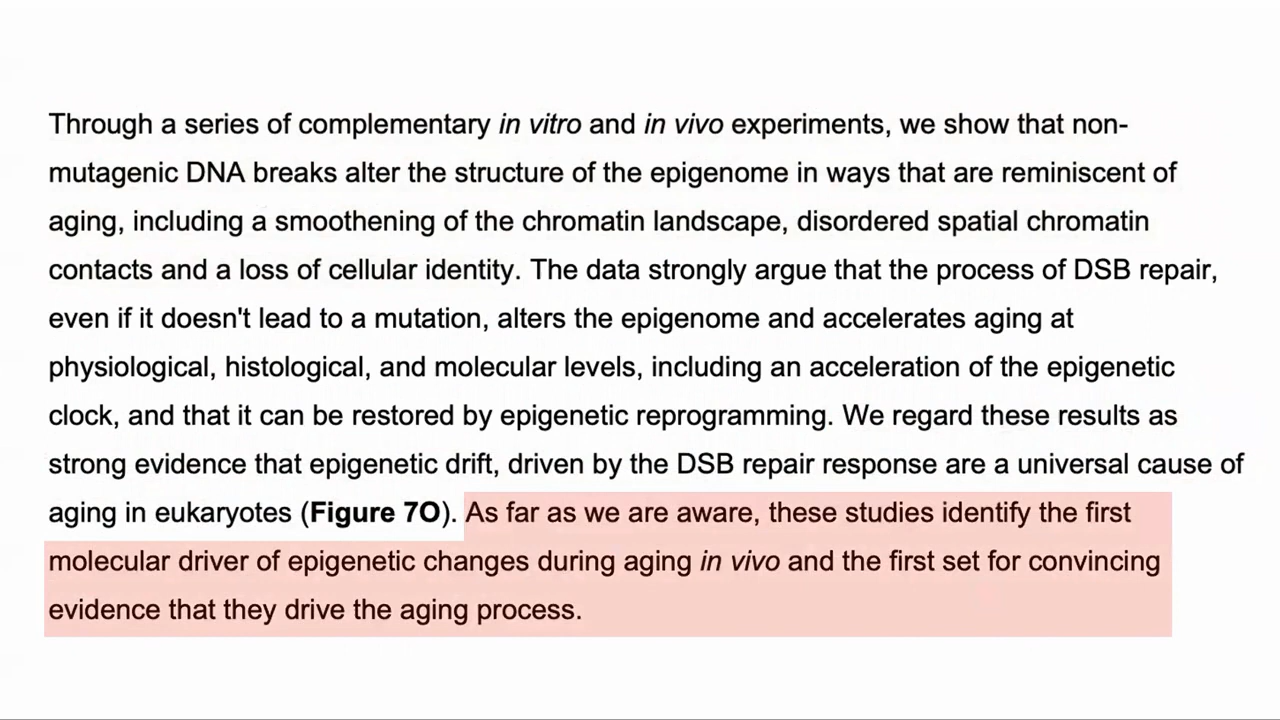 Through a series of complementary in vitro and in vivo experiments, we show that non-
mutagenic DNA breaks alter the structure of the epigenome in ways that are reminiscent of
aging, including a smoothening of the chromatin landscape, disordered spatial chromatin
contacts and a loss of cellular identity. The data strongly argue that the process of DSB repair,
even if it doesn't lead to a mutation, alters the epigenome and accelerates aging at
physiological, histological, and molecular levels, including an acceleration of the epigenetic
clock, and that it can be restored by epigenetic reprogramming. We regard these results as
strong evidence that epigenetic drift, driven by the DSB repair response are a universal cause of
aging in eukaryotes (Figure 7O). As far as we are aware, these studies identify the first
molecular driver of epigenetic changes during aging in vivo and the first set for convincing
evidence that they drive the aging process.